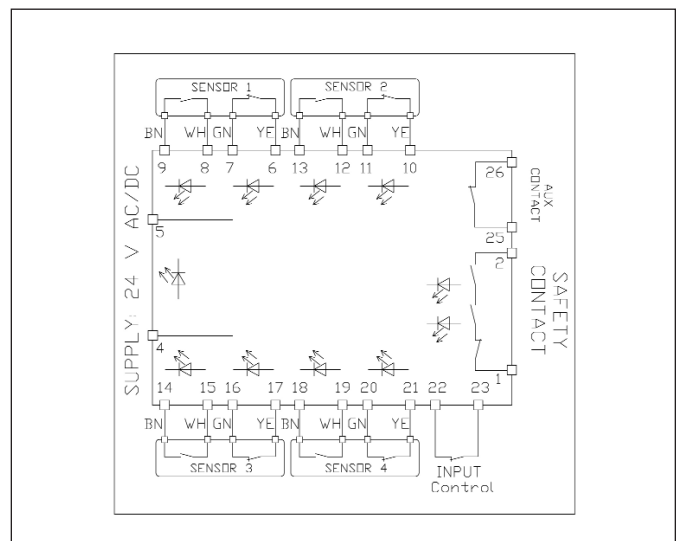 SENSOR 1
SENSOR 2
BN WH GN YE BN WH GN YE
9 8 7 6 13 12 11 10
26
AUX
CONTACT
25
5
2
SUPPLY: 24 V AC/DC
SAFETY
CONTACT
4
1
14 15 16 17 18 19 20 21 22 23
BN WH GN YE BN WH GN YE
SENSOR 3
SENSOR 4
INPUT
Control